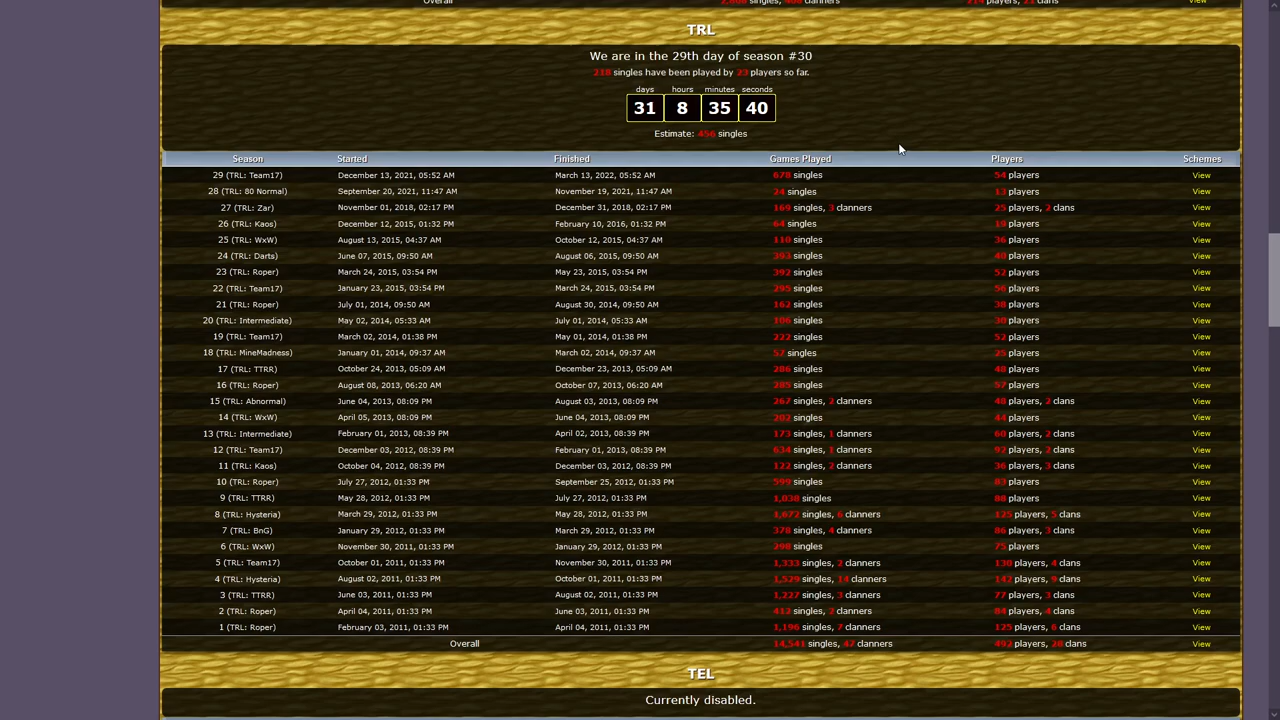 Overall 2,868 singles, 400 clanners 214 players, 23 clans View
TRL
We are in the 29th day of season #30
218 singles have been played by 23 players so far.
days hours minutes seconds
31 8 35 40
Estimate: 456 singles
Season Started Finished Games Played Players Schemes
29 (TRL: Team17) December 13, 2021, 05:52 AM March 13, 2022, 05:52 AM 678 singles 54 players View
28 (TRL: 80 Normal) September 20, 2021, 11:47 AM November 19, 2021, 11:47 AM 24 singles 13 players View
27 (TRL: Zar) November 01, 2018, 02:17 PM December 31, 2018, 02:17 PM 169 singles, 3 clanners 25 players, 2 clans View
26 (TRL: Kaos) December 12, 2015, 01:32 PM February 10, 2016, 01:32 PM 64 singles 19 players View
25 (TRL: WxW) August 13, 2015, 04:37 AM October 12, 2015, 04:37 AM 110 singles 36 players View
24 (TRL: Darts) June 07, 2015, 09:50 AM August 06, 2015, 09:50 AM 393 singles 40 players View
23 (TRL: Roper) March 24, 2015, 03:54 PM May 23, 2015, 03:54 PM 392 singles 52 players View
22 (TRL: Team17) January 23, 2015, 03:54 PM March 24, 2015, 03:54 PM 295 singles 56 players View
21 (TRL: Roper) July 01, 2014, 09:50 AM August 30, 2014, 09:50 AM 162 singles 38 players View
20 (TRL: Intermediate) May 02, 2014, 05:33 AM July 01, 2014, 05:33 AM 106 singles 30 players View
19 (TRL: Team17) March 02, 2014, 01:38 PM May 01, 2014, 01:38 PM 222 singles 52 players View
18 (TRL: MineMadness) January 01, 2014, 09:37 AM March 02, 2014, 09:37 AM 57 singles 25 players View
17 (TRL: TTRR) October 24, 2013, 05:09 AM December 23, 2013, 05:09 AM 286 singles 48 players View
16 (TRL: Roper) August 08, 2013, 06:20 AM October 07, 2013, 06:20 AM 285 singles 57 players View
15 (TRL: Abnormal) June 04, 2013, 08:09 PM August 03, 2013, 08:09 PM 267 singles, 2 clanners 48 players, 2 clans View
14 (TRL: WxW) April 05, 2013, 08:09 PM June 04, 2013, 08:09 PM 202 singles 44 players View
13 (TRL: Intermediate) February 01, 2013, 08:39 PM April 02, 2013, 08:39 PM 173 singles, 1 clanners 60 players, 2 clans View
12 (TRL: Team17) December 03, 2012, 08:39 PM February 01, 2013, 08:39 PM 634 singles, 1 clanners 92 players, 2 clans View
11 (TRL: Kaos) October 04, 2012, 08:39 PM December 03, 2012, 08:39 PM 122 singles, 2 clanners 36 players, 3 clans View
10 (TRL: Roper) July 27, 2012, 01:33 PM September 25, 2012, 01:33 PM 599 singles 83 players View
9 (TRL: TTRR) May 28, 2012, 01:33 PM July 27, 2012, 01:33 PM 1,038 singles 88 players View
8 (TRL: Hysteria) March 29, 2012, 01:33 PM May 28, 2012, 01:33 PM 1,672 singles, 6 clanners 125 players, 5 clans View
7 (TRL: BnG) January 29, 2012, 01:33 PM March 29, 2012, 01:33 PM 378 singles, 4 clanners 86 players, 3 clans View
6 (TRL: WxW) November 30, 2011, 01:33 PM January 29, 2012, 01:33 PM 298 singles 75 players View
5 (TRL: Team17) October 01, 2011, 01:33 PM November 30, 2011, 01:33 PM 1,333 singles, 2 clanners 130 players, 4 clans View
4 (TRL: Hysteria) August 02, 2011, 01:33 PM October 01, 2011, 01:33 PM 1,529 singles, 14 clanners 142 players, 9 clans View
3 (TRL: TTRR) June 03, 2011, 01:33 PM August 02, 2011, 01:33 PM 1,227 singles, 3 clanners 77 players, 3 clans View
2 (TRL: Roper) April 04, 2011, 01:33 PM June 03, 2011, 01:33 PM 412 singles, 2 clanners 84 players, 4 clans View
1 (TRL: Roper) February 03, 2011, 01:33 PM April 04, 2011, 01:33 PM 1,196 singles, 7 clanners 125 players, 6 clans View
Overall 14,541 singles, 47 clanners 492 players, 28 clans View
TEL
Currently disabled.